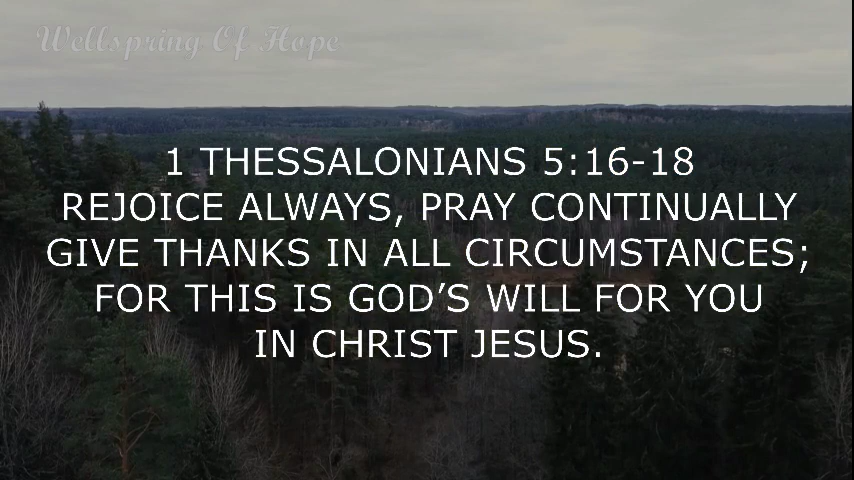 Wellspring Of Hope
1 THESSALONIANS 5:16-18
REJOICE ALWAYS, PRAY CONTINUALLY
GIVE THANKS IN ALL CIRCUMSTANCES;
FOR THIS IS GOD’S WILL FOR YOU
IN CHRIST JESUS.